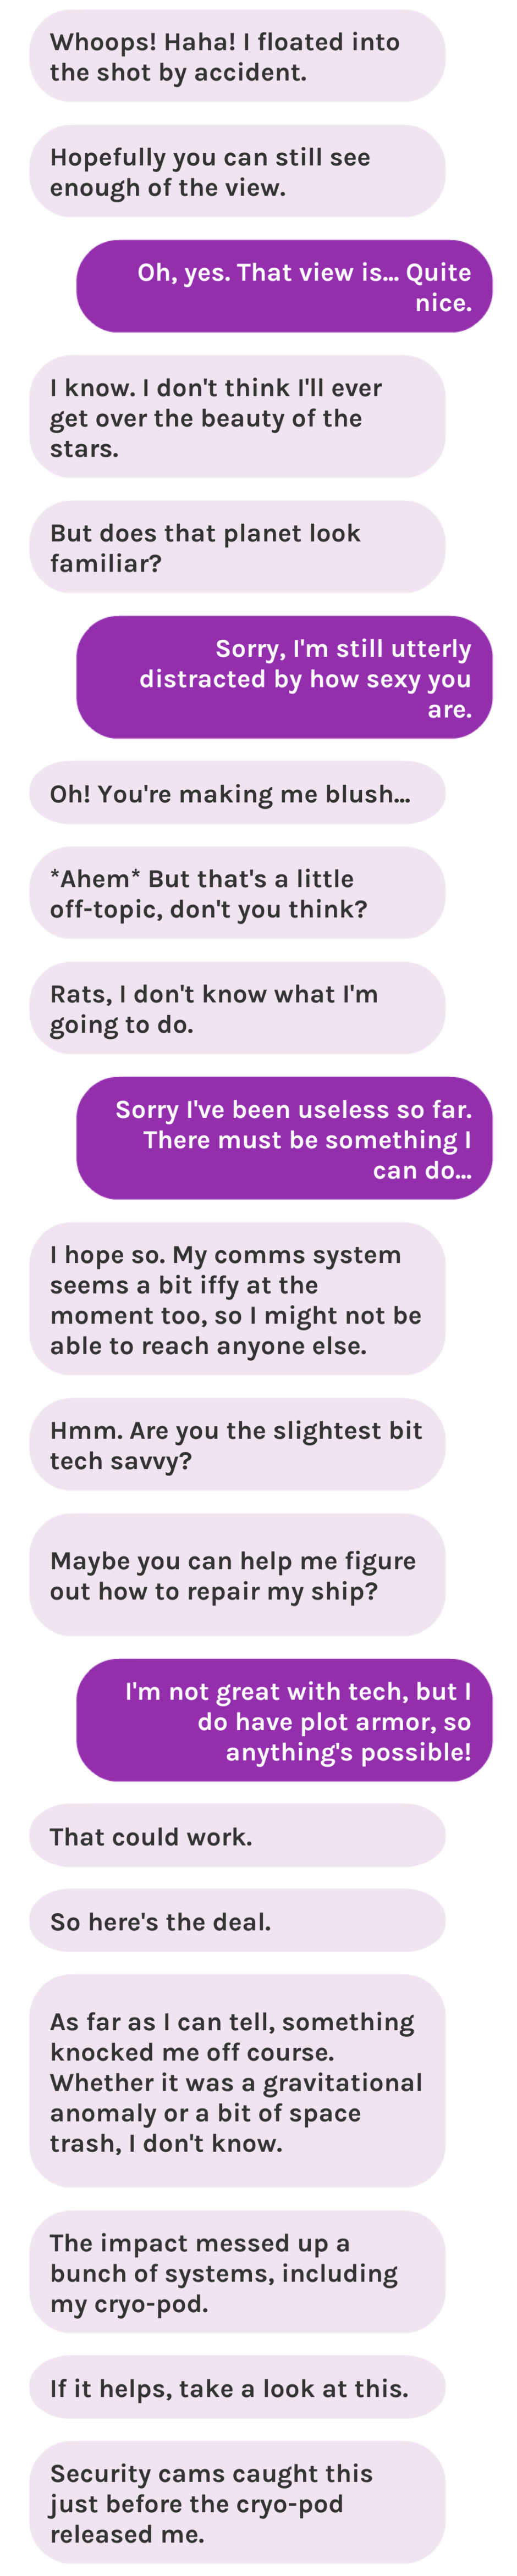 Whoops! Haha! I floated into
the shot by accident.
Hopefully you can still see
enough of the view.
Oh, yes. That view is... Quite
nice.
I know. I don't think I'll ever
get over the beauty of the
stars.
But does that planet look
familiar?
Sorry, I'm still utterly
distracted by how sexy you
are.
Oh! You're making me blush...
*Ahem* But that's a little
off-topic, don't you think?
Rats, I don't know what I'm
going to do.
Sorry I've been useless so far.
There must be something I
can do...
I hope so. My comms system
seems a bit iffy at the
moment too, so I might not be
able to reach anyone else.
Hmm. Are you the slightest bit
tech savvy?
Maybe you can help me figure
out how to repair my ship?
I'm not great with tech, but I
do have plot armor, so
anything's possible!
That could work.
So here's the deal.
As far as I can tell, something
knocked me off course.
Whether it was a gravitational
anomaly or a bit of space
trash, I don't know.
The impact messed up a
bunch of systems, including
my cryo-pod.
If it helps, take a look at this.
Security cams caught this
just before the cryo-pod
released me.